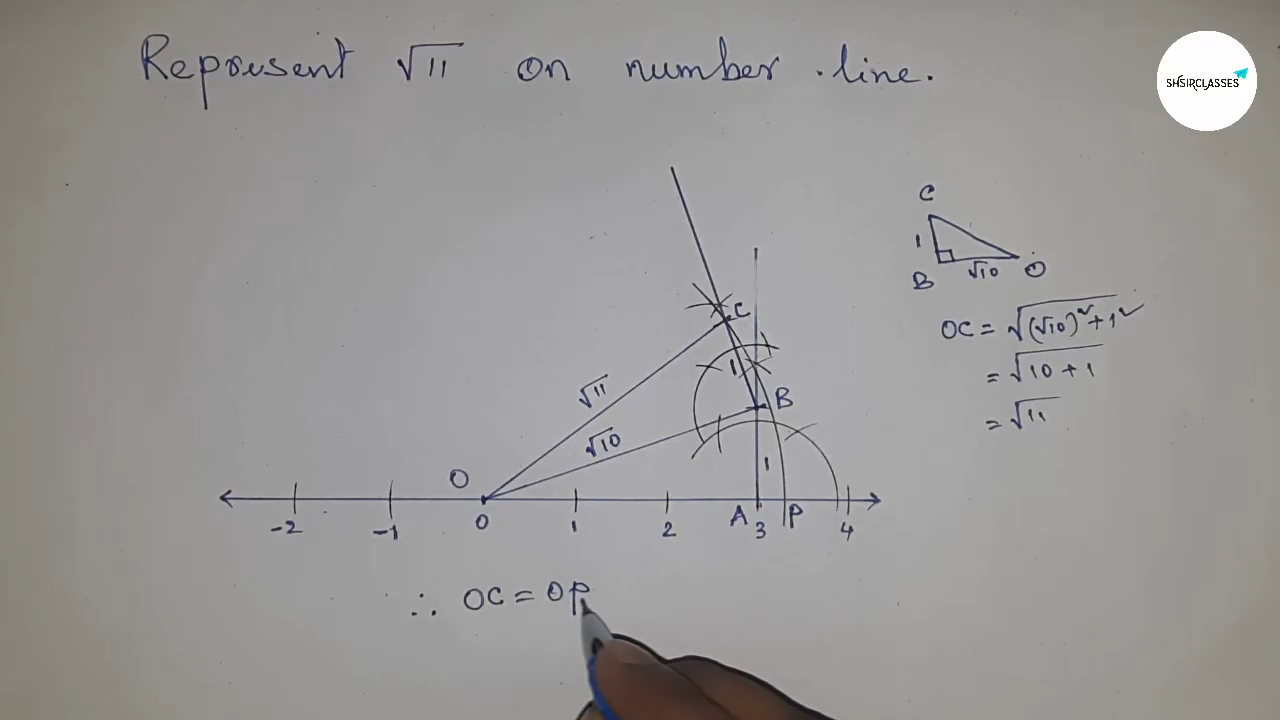 Represent √11 on number line.
SHSIRCLASSES
C
1
B √10 O
OC = √(√10)² + 1²
= √10 + 1
= √11
C
√11
1
B
√10
1
O
A P
-2 -1 0 1 2 3 4
∴ OC = OP